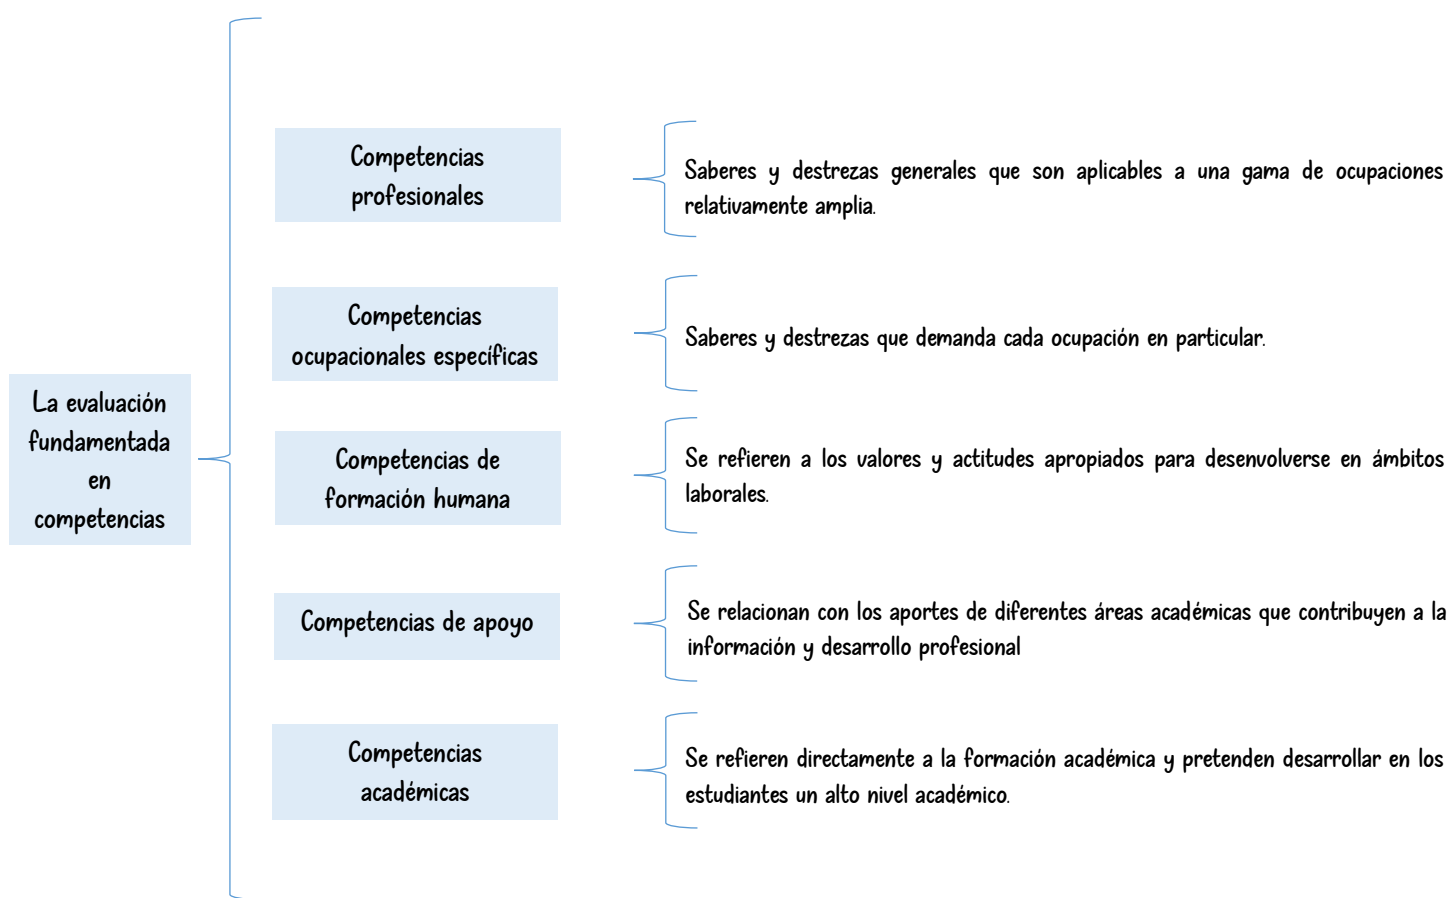 La evaluación
fundamentada
en
competencias
Competencias
profesionales
Saberes y destrezas generales que son aplicables a una gama de ocupaciones
relativamente amplia.
Competencias
ocupacionales específicas
Saberes y destrezas que demanda cada ocupación en particular.
Competencias de
formación humana
Se refieren a los valores y actitudes apropiados para desenvolverse en ámbitos
laborales.
Competencias de apoyo
Se relacionan con los aportes de diferentes áreas académicas que contribuyen a la
información y desarrollo profesional
Competencias
académicas
Se refieren directamente a la formación académica y pretenden desarrollar en los
estudiantes un alto nivel académico.